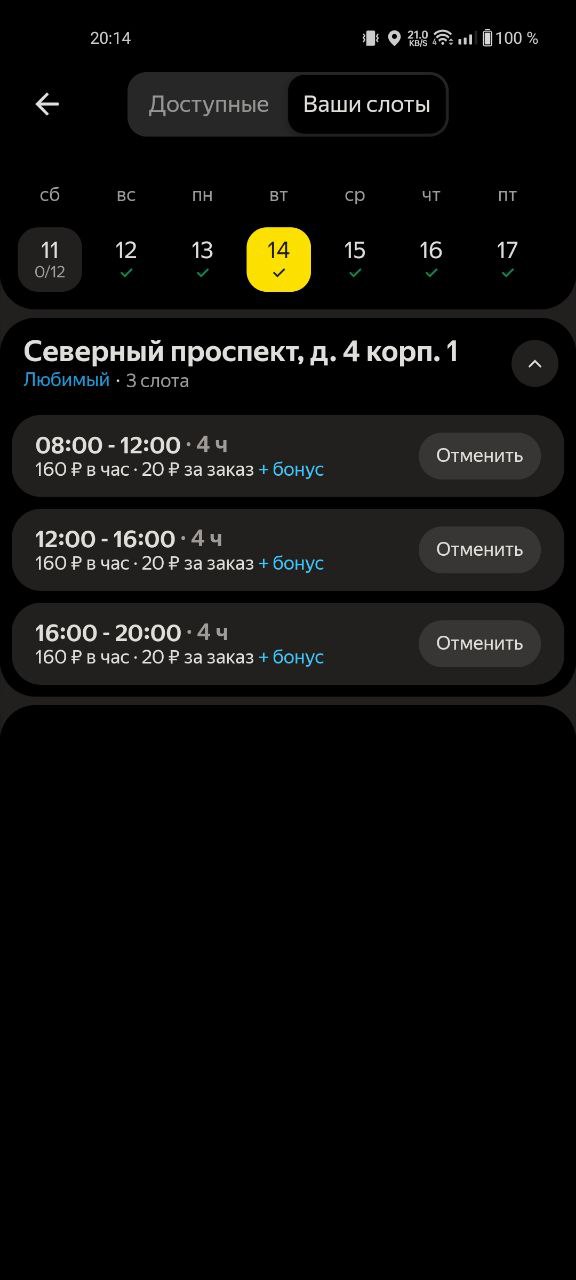 20:14 21.0 KB/S 100 %
Доступные Ваши слоты
сб вс пн вт ср чт пт
11 12 13 14 15 16 17
0/12
Северный проспект, д. 4 корп. 1
Любимый · 3 слота
08:00 - 12:00 · 4 ч
160 ₽ в час · 20 ₽ за заказ + бонус
Отменить
12:00 - 16:00 · 4 ч
160 ₽ в час · 20 ₽ за заказ + бонус
Отменить
16:00 - 20:00 · 4 ч
160 ₽ в час · 20 ₽ за заказ + бонус
Отменить